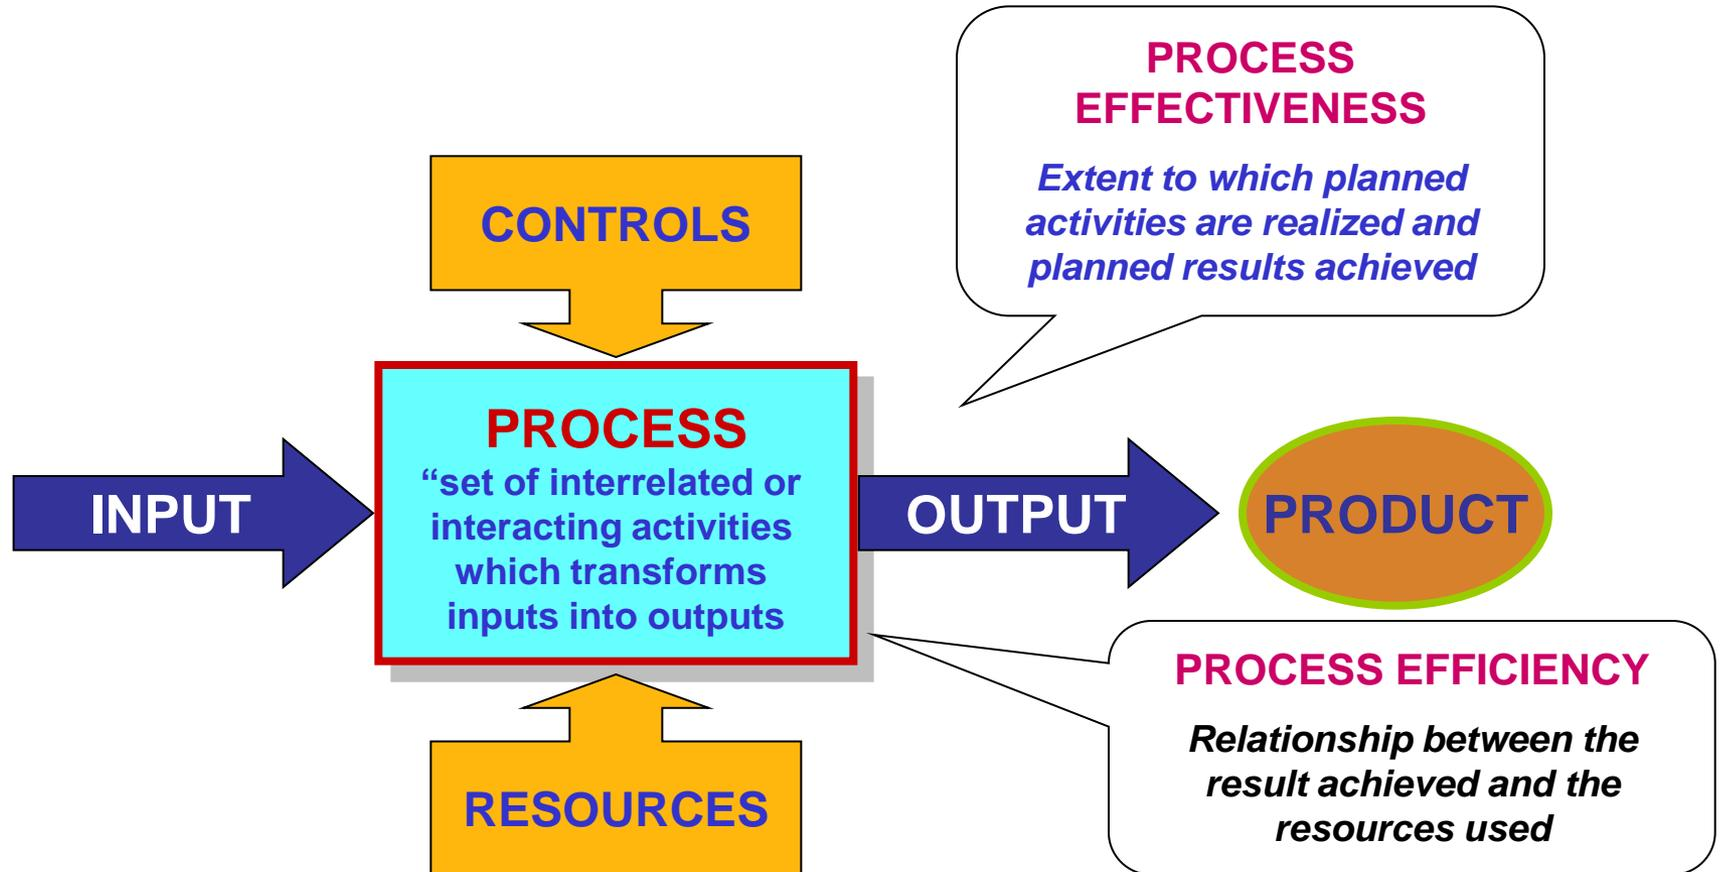 PROCESS
EFFECTIVENESS
Extent to which planned
activities are realized and
planned results achieved
CONTROLS
PROCESS
“set of interrelated or
interacting activities
which transforms
inputs into outputs
INPUT
OUTPUT
PRODUCT
PROCESS EFFICIENCY
Relationship between the
result achieved and the
resources used
RESOURCES